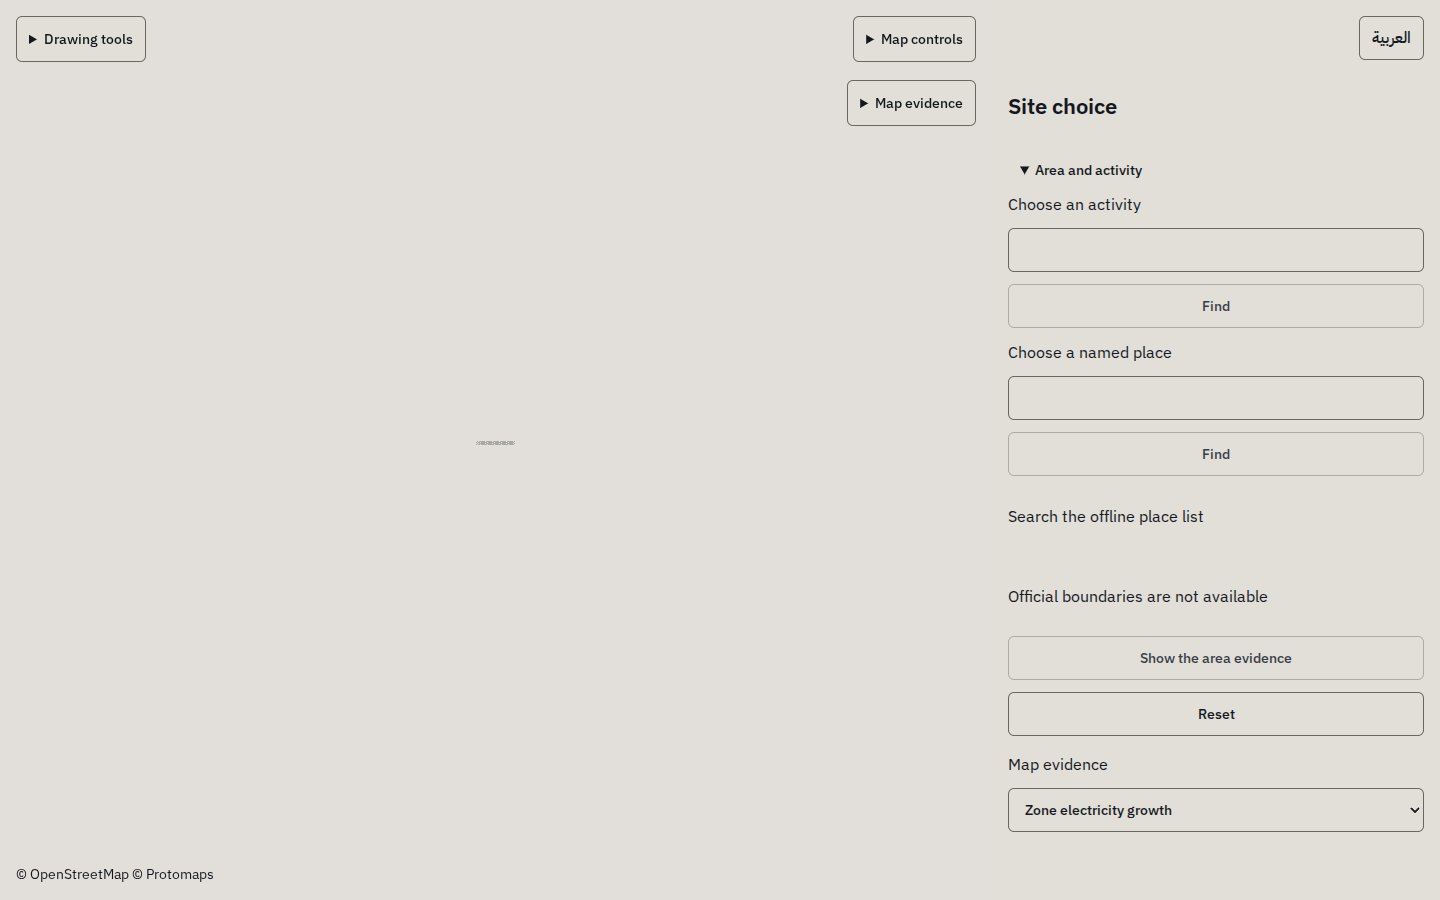 Drawing tools
Map controls
العربية
Map evidence
Site choice
Area and activity
Choose an activity
Find
Choose a named place
Find
Search the offline place list
Official boundaries are not available
Show the area evidence
Reset
Map evidence
Zone electricity growth
© OpenStreetMap © Protomaps